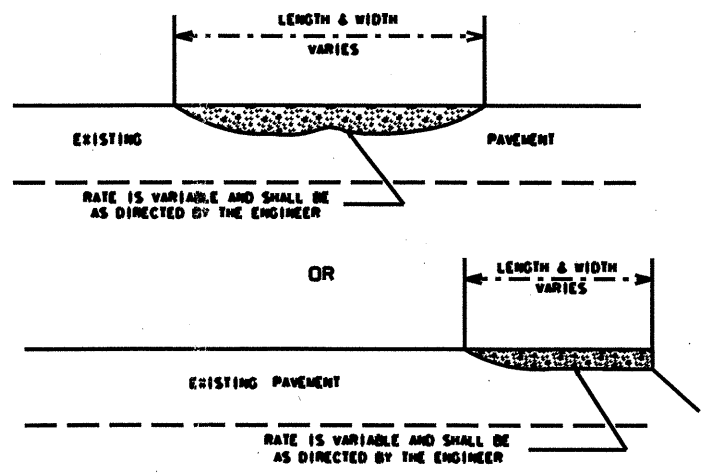 LENGTH & WIDTH
VARIES
EXISTING
PAVEMENT
RATE IS VARIABLE AND SHALL BE
AS DIRECTED BY THE ENGINEER
OR
LENGTH & WIDTH
VARIES
EXISTING PAVEMENT
RATE IS VARIABLE AND SHALL BE
AS DIRECTED BY THE ENGINEER